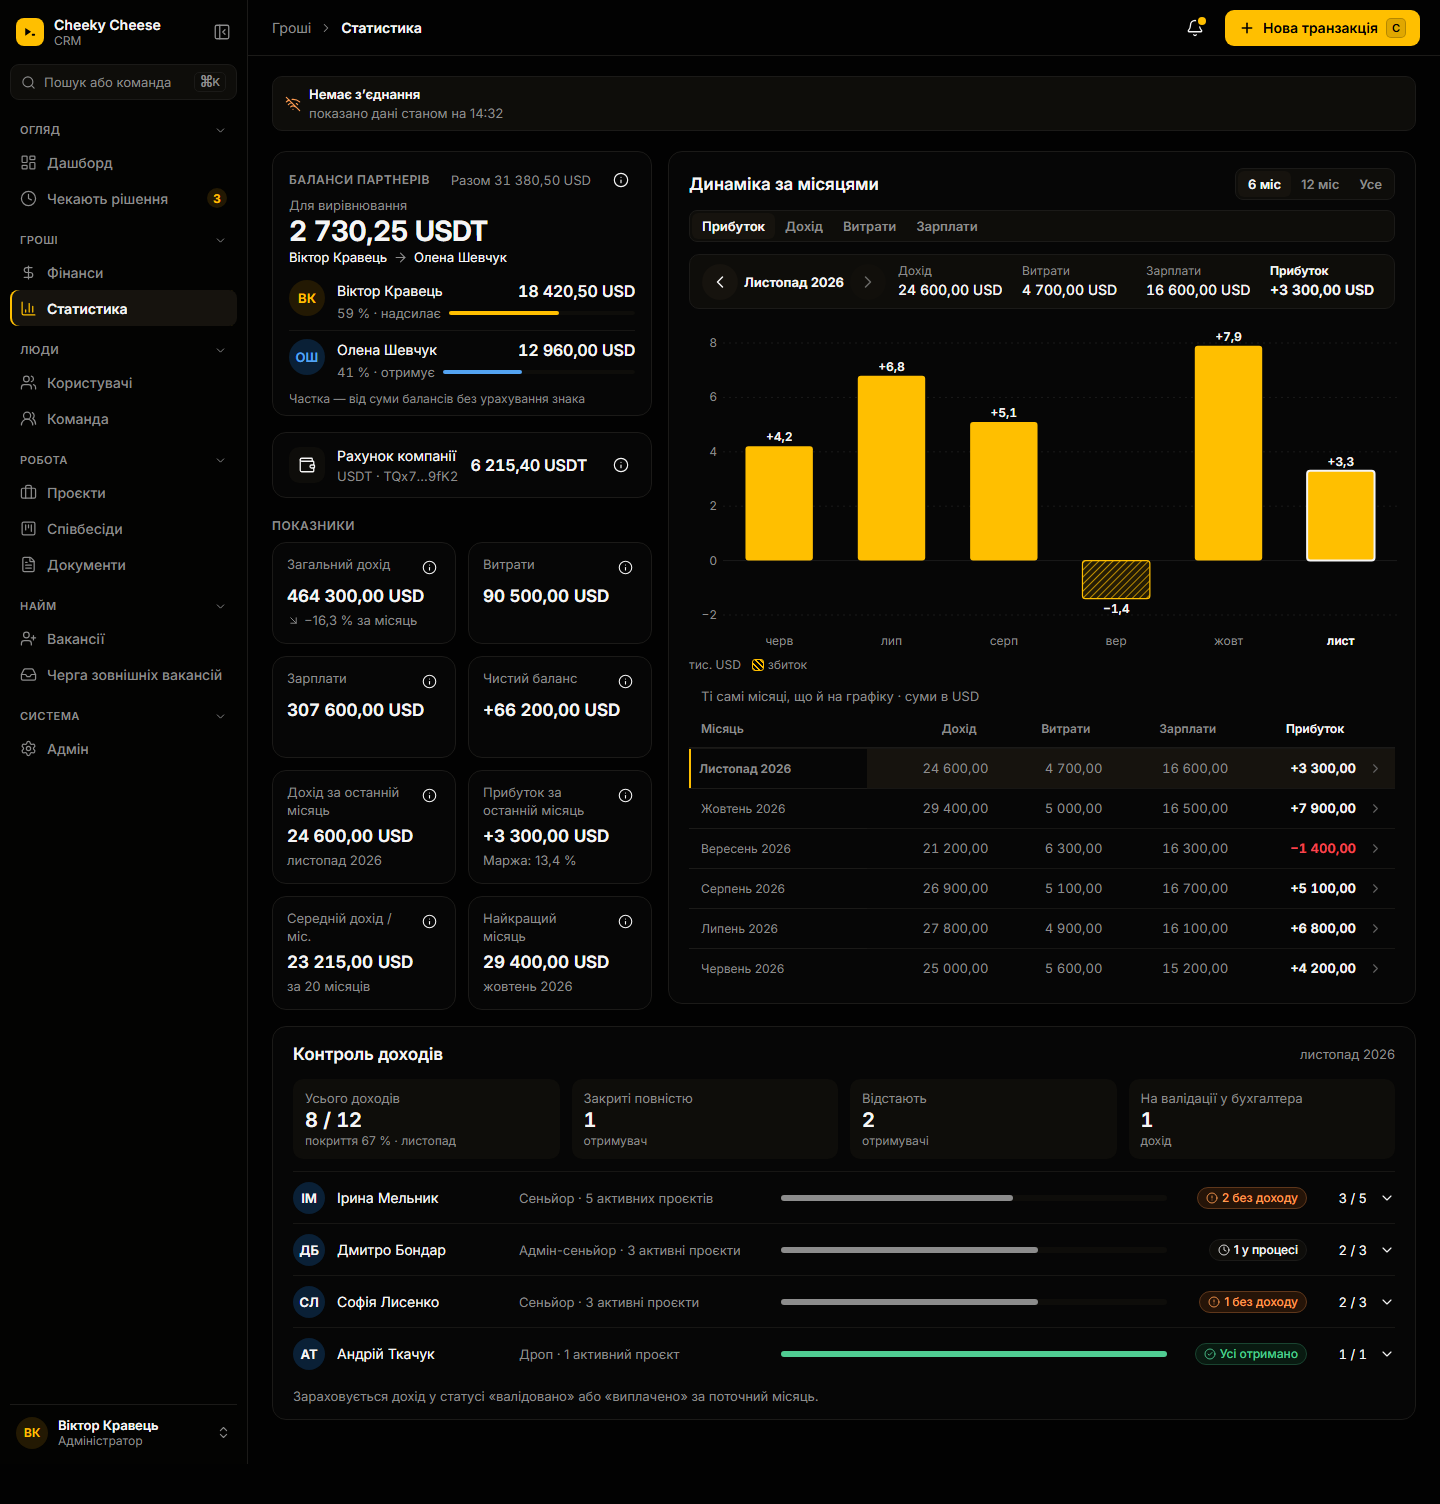 Cheeky Cheese
CRM
Пошук або команда ⌘K
ОГЛЯД
Дашборд
Чекають рішення 3
ГРОШІ
Фінанси
Статистика
ЛЮДИ
Користувачі
Команда
РОБОТА
Проєкти
Співбесіди
Документи
НАЙМ
Вакансії
Черга зовнішніх вакансій
СИСТЕМА
Адмін
ВК
Віктор Кравець
Адміністратор
Гроші > Статистика
Нова транзакція C
Немає з’єднання
показано дані станом на 14:32
БАЛАНСИ ПАРТНЕРІВ Разом 31 380,50 USD
Для вирівнювання
2 730,25 USDT
Віктор Кравець → Олена Шевчук
ВК Віктор Кравець 18 420,50 USD
59 % · надсилає
ОШ Олена Шевчук 12 960,00 USD
41 % · отримує
Частка — від суми балансів без урахування знака
Рахунок компанії 6 215,40 USDT
USDT · TQx7…9fK2
ПОКАЗНИКИ
Загальний дохід
464 300,00 USD
−16,3 % за місяць
Витрати
90 500,00 USD
Зарплати
307 600,00 USD
Чистий баланс
+66 200,00 USD
Дохід за останній
місяць
24 600,00 USD
листопад 2026
Прибуток за
останній місяць
+3 300,00 USD
Маржа: 13,4 %
Середній дохід /
міс.
23 215,00 USD
за 20 місяців
Найкращий
місяць
29 400,00 USD
жовтень 2026
Динаміка за місяцями
6 міс 12 міс Усе
Прибуток Дохід Витрати Зарплати
Листопад 2026
Дохід
24 600,00 USD
Витрати
4 700,00 USD
Зарплати
16 600,00 USD
Прибуток
+3 300,00 USD
8
6
4
2
0
−2
+4,2
+6,8
+5,1
−1,4
+7,9
+3,3
черв лип серп вер жовт лист
тис. USD збиток
Ті самі місяці, що й на графіку · суми в USD
Місяць Дохід Витрати Зарплати Прибуток
Листопад 2026 24 600,00 4 700,00 16 600,00 +3 300,00
Жовтень 2026 29 400,00 5 000,00 16 500,00 +7 900,00
Вересень 2026 21 200,00 6 300,00 16 300,00 −1 400,00
Серпень 2026 26 900,00 5 100,00 16 700,00 +5 100,00
Липень 2026 27 800,00 4 900,00 16 100,00 +6 800,00
Червень 2026 25 000,00 5 600,00 15 200,00 +4 200,00
Контроль доходів листопад 2026
Усього доходів
8 / 12
покриття 67 % · листопад
Закриті повністю
1
отримувач
Відстають
2
отримувачі
На валідації у бухгалтера
1
дохід
ІМ Ірина Мельник Сеньйор · 5 активних проєктів 2 без доходу 3 / 5
ДБ Дмитро Бондар Адмін-сеньйор · 3 активні проєкти 1 у процесі 2 / 3
СЛ Софія Лисенко Сеньйор · 3 активні проєкти 1 без доходу 2 / 3
АТ Андрій Ткачук Дроп · 1 активний проєкт Усі отримано 1 / 1
Зараховується дохід у статусі «валідовано» або «виплачено» за поточний місяць.